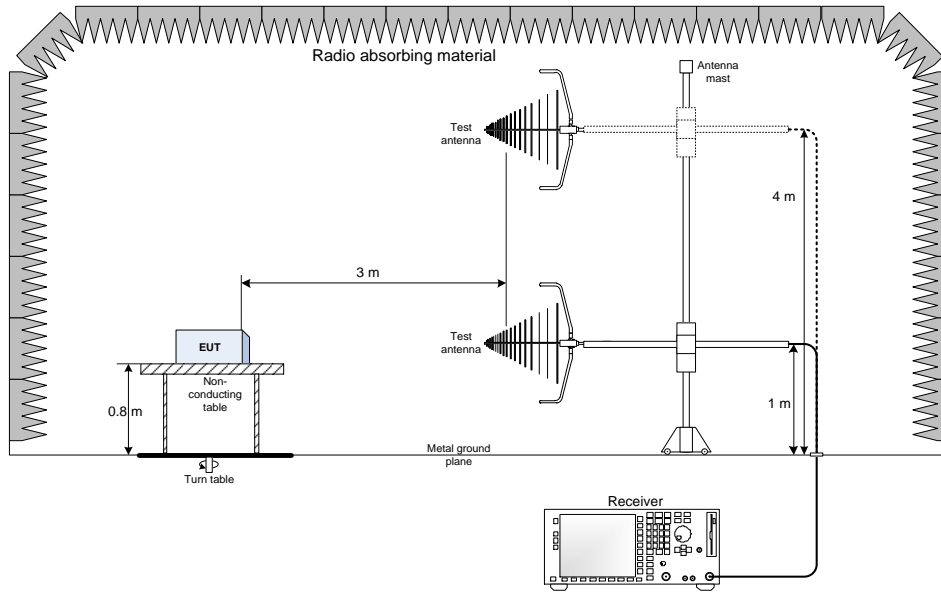 Radio absorbing material
Antenna
mast
Test
antenna
4 m
3 m
EUT
Test
antenna
Non-
conducting
table
0.8 m
1 m
Metal ground
plane
Turn table
Receiver